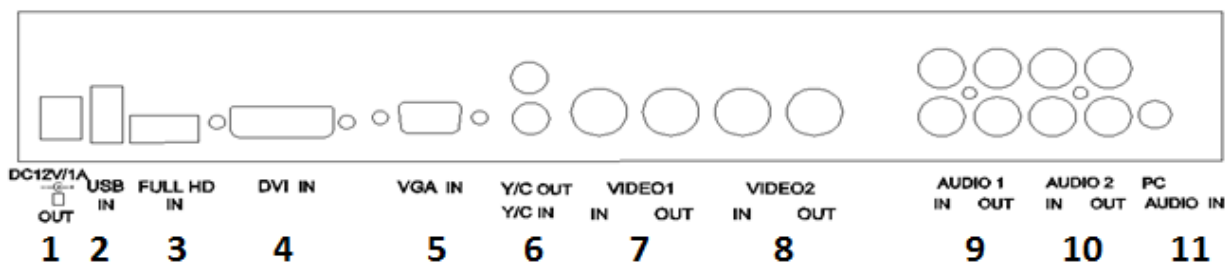 DC12V/1A USB FULL HD DVI IN VGA IN Y/C OUT VIDEO1 VIDEO2 AUDIO 1 AUDIO 2 PC
OUT IN IN Y/C IN IN OUT IN OUT IN OUT IN OUT AUDIO IN
1 2 3 4 5 6 7 8 9 10 11